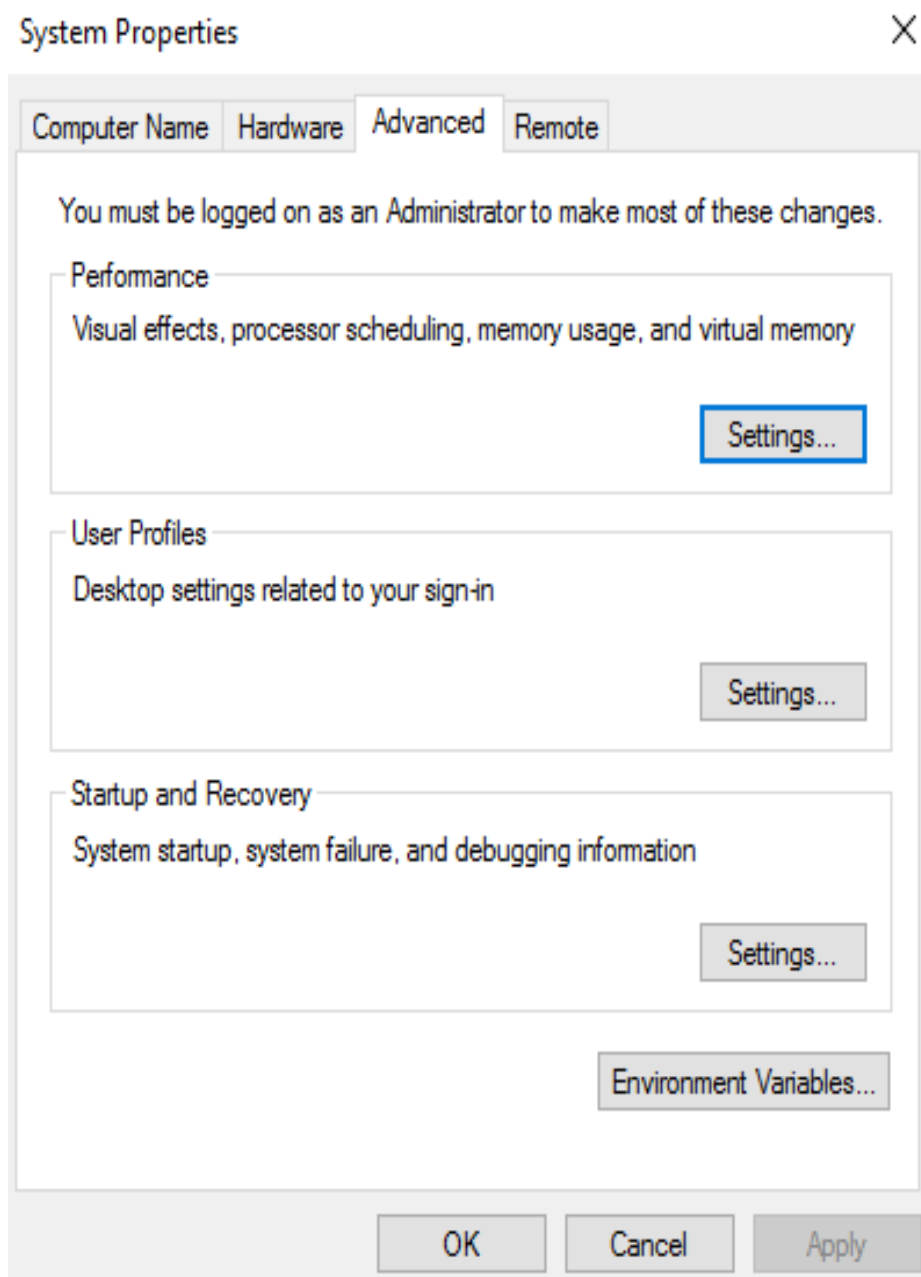 System Properties
Computer Name Hardware Advanced Remote
You must be logged on as an Administrator to make most of these changes.
Performance
Visual effects, processor scheduling, memory usage, and virtual memory
Settings...
User Profiles
Desktop settings related to your sign-in
Settings...
Startup and Recovery
System startup, system failure, and debugging information
Settings...
Environment Variables...
OK Cancel Apply